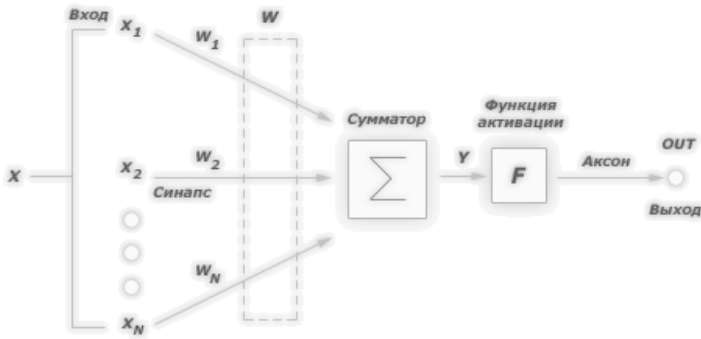 Вход
X1
W1
W
Сумматор
Функция
активации
X
X2
W2
Синапс
∑
Y
F
Аксон
OUT
Выход
WN
XN